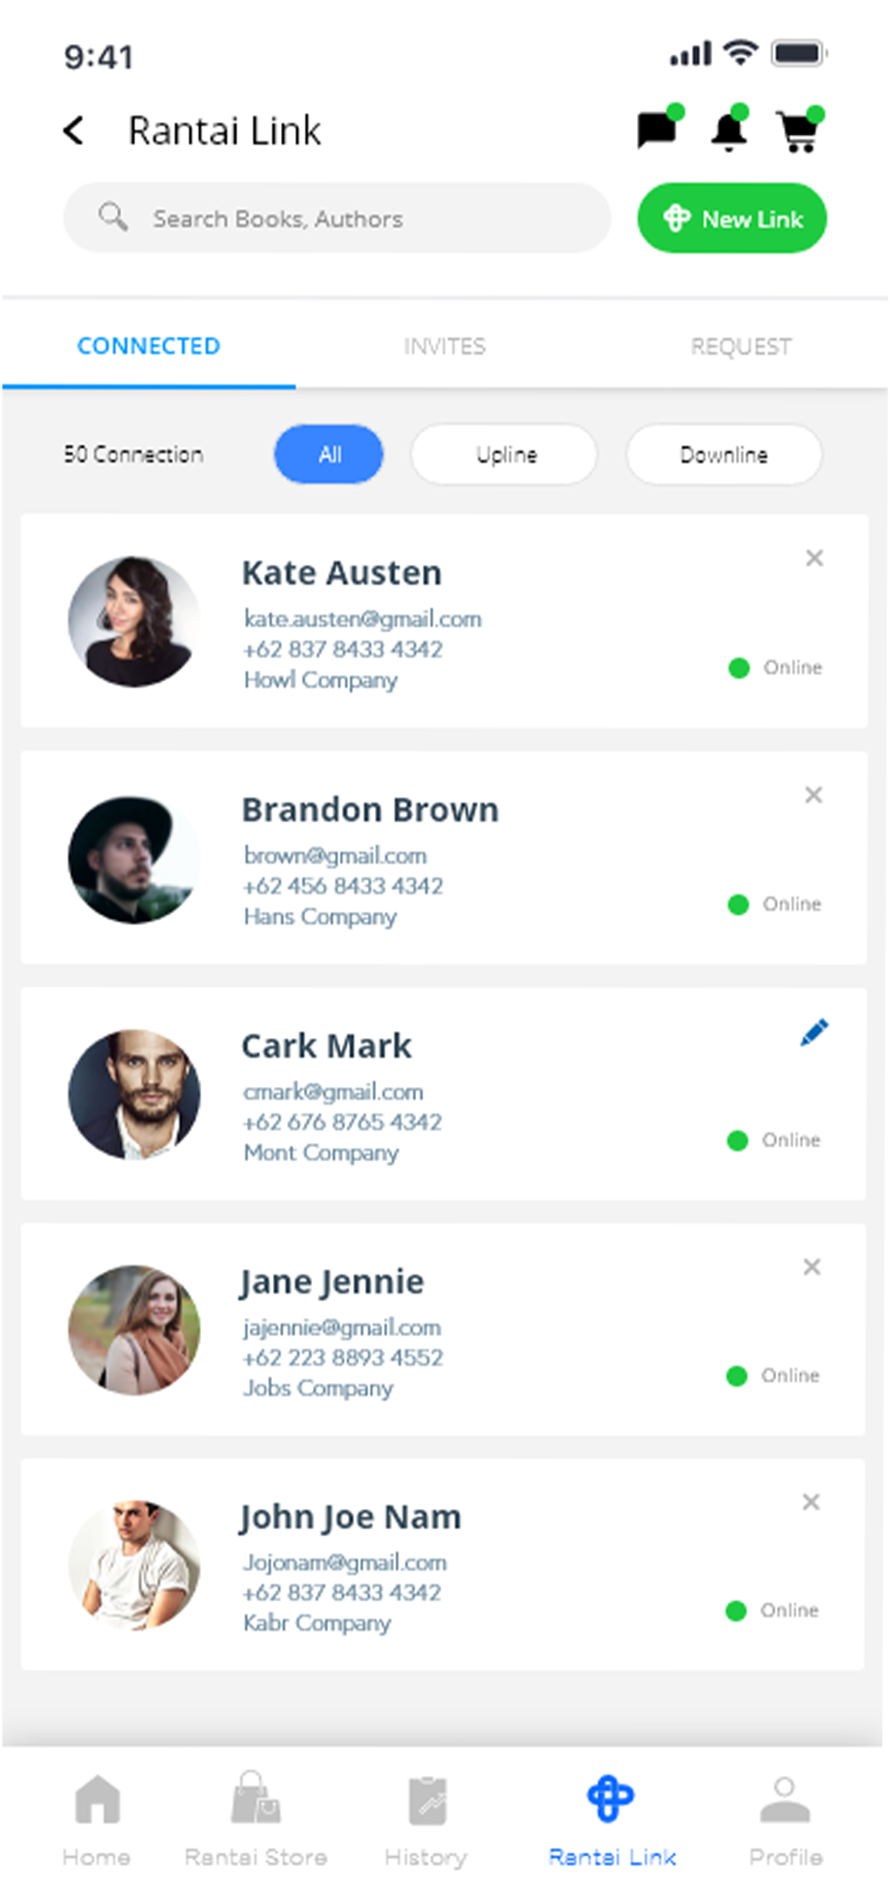 9:41
Rantai Link
Search Books, Authors
New Link
CONNECTED INVITES REQUEST
50 Connection All Upline Downline
Kate Austen
kate.austen@gmail.com
+62 837 8433 4342
Howl Company
Online
Brandon Brown
brown@gmail.com
+62 456 8433 4342
Hans Company
Online
Cark Mark
cmark@gmail.com
+62 676 8765 4342
Mont Company
Online
Jane Jennie
jajennie@gmail.com
+62 223 8893 4552
Jobs Company
Online
John Joe Nam
Jojonam@gmail.com
+62 837 8433 4342
Kabr Company
Online
Home Rantai Store History Rantai Link Profile